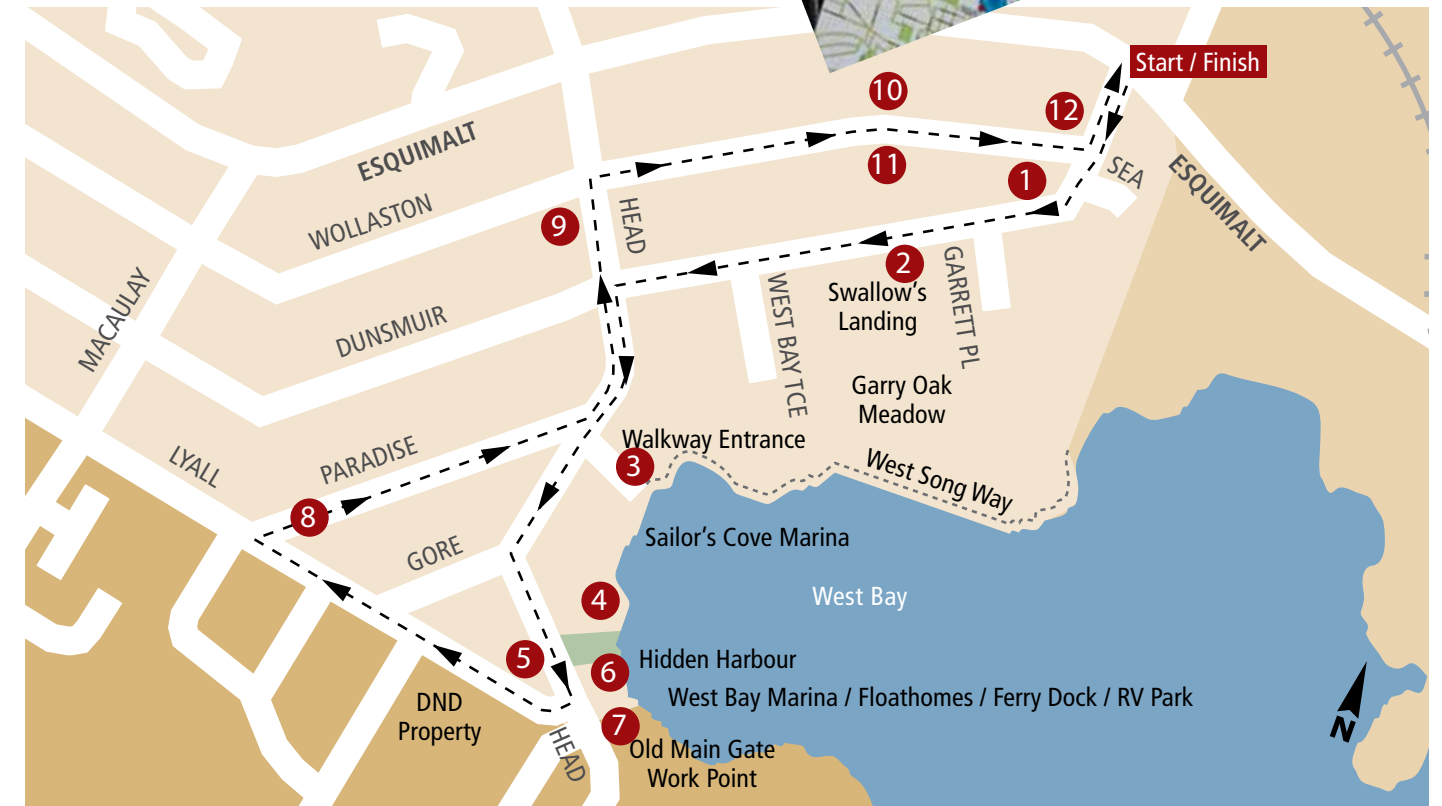 Start / Finish
10
12
ESQUIMALT
11
1
SEA
ESQUIMALT
WOLLASTON
9
HEAD
2
GARRETT PL
Swallow's
Landing
MACAULAY
DUNSMUIR
WEST BAY TCE
Garry Oak
Meadow
LYALL
PARADISE
Walkway Entrance
3
West Song Way
8
GORE
Sailor's Cove Marina
4
West Bay
5
6
Hidden Harbour
West Bay Marina / Floathomes / Ferry Dock / RV Park
DND
Property
7
HEAD
Old Main Gate
Work Point
N